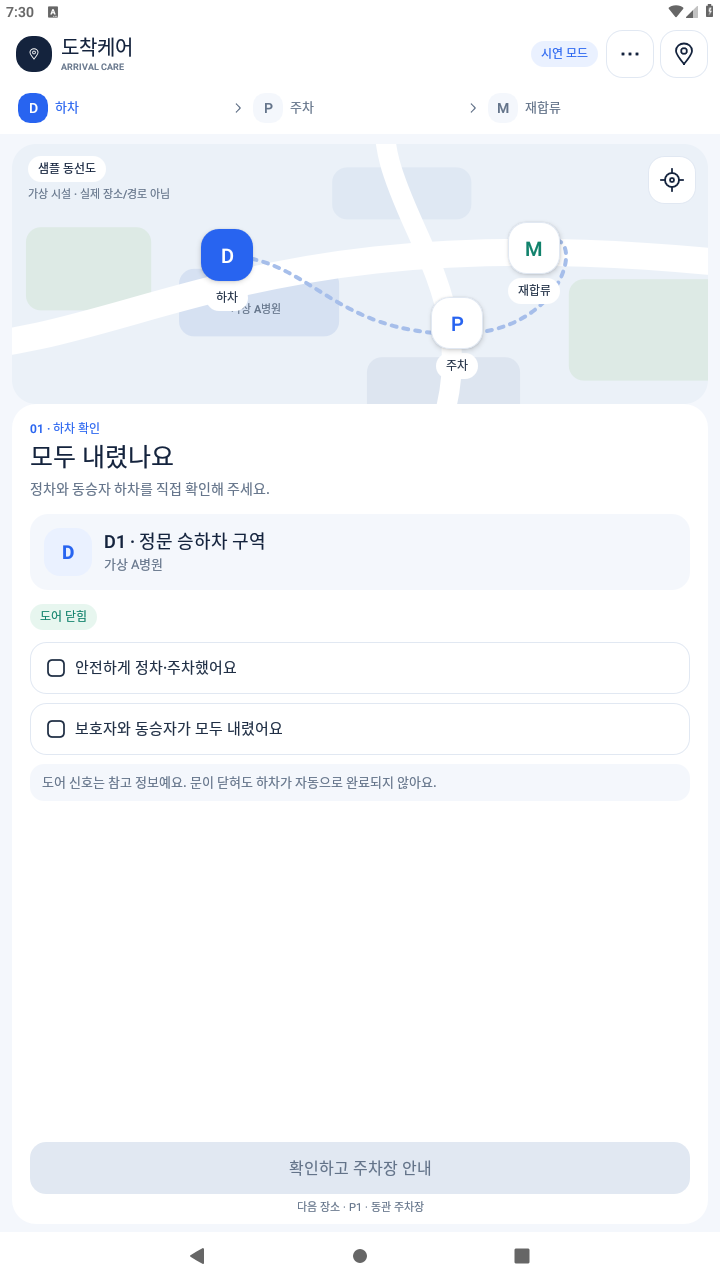 7:30
도착케어
ARRIVAL CARE
시연 모드
D 하차
P 주차
M 재합류
샘플 동선도
가상 시설 · 실제 장소/경로 아님
D
하차
A병원
M
재합류
P
주차
01 · 하차 확인
모두 내렸나요
정차와 동승자 하차를 직접 확인해 주세요.
D
D1 · 정문 승하차 구역
가상 A병원
도어 닫힘
안전하게 정차·주차했어요
보호자와 동승자가 모두 내렸어요
도어 신호는 참고 정보예요. 문이 닫혀도 하차가 자동으로 완료되지 않아요.
확인하고 주차장 안내
다음 장소 · P1 · 동관 주차장